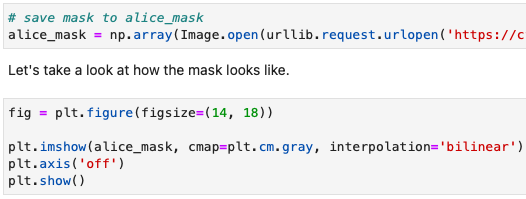 # save mask to alice_mask
alice_mask = np.array(Image.open(urllib.request.urlopen('https://c
Let's take a look at how the mask looks like.
fig = plt.figure(figsize=(14, 18))
plt.imshow(alice_mask, cmap=plt.cm.gray, interpolation='bilinear')
plt.axis('off')
plt.show()